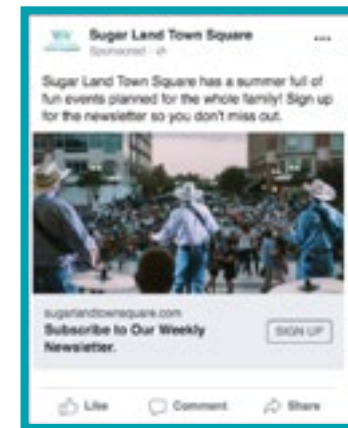 Sugar Land Town Square
Sponsored ·
Sugar Land Town Square has a summer full of
fun events planned for the whole family! Sign up
for the newsletter so you don't miss out.
sugarlandtownsquare.com
Subscribe to Our Weekly
Newsletter.
SIGN UP
Like Comment Share